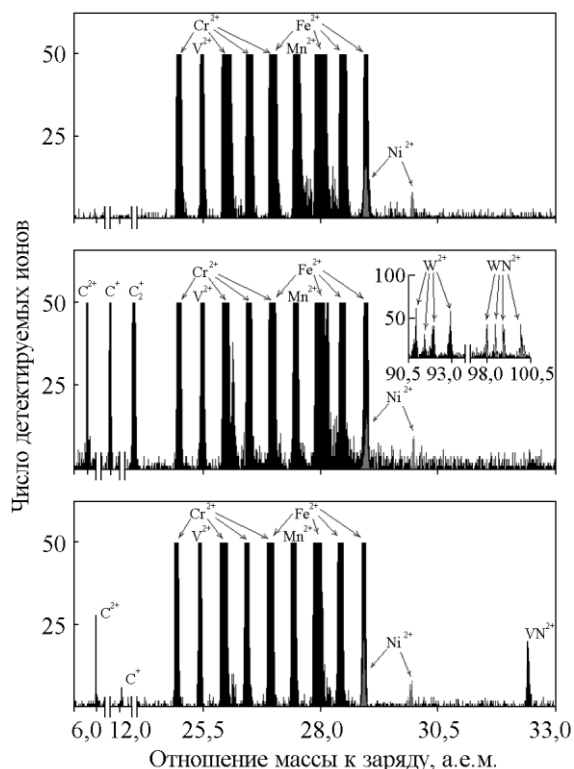 Число детектируемых ионов
50
25
Cr²⁺ Fe²⁺
V²⁺ Mn²⁺
Ni²⁺
50
25
C²⁺ C⁺ C₂⁺
Cr²⁺ Fe²⁺
V²⁺ Mn²⁺
Ni²⁺
100
50
0
W²⁺ WN²⁺
90,5 93,0 98,0 100,5
50
25
C²⁺
C⁺
Cr²⁺ Fe²⁺
V²⁺ Mn²⁺
Ni²⁺
VN²⁺
6,0 12,0 25,5 28,0 30,5 33,0
Отношение массы к заряду, а.е.м.